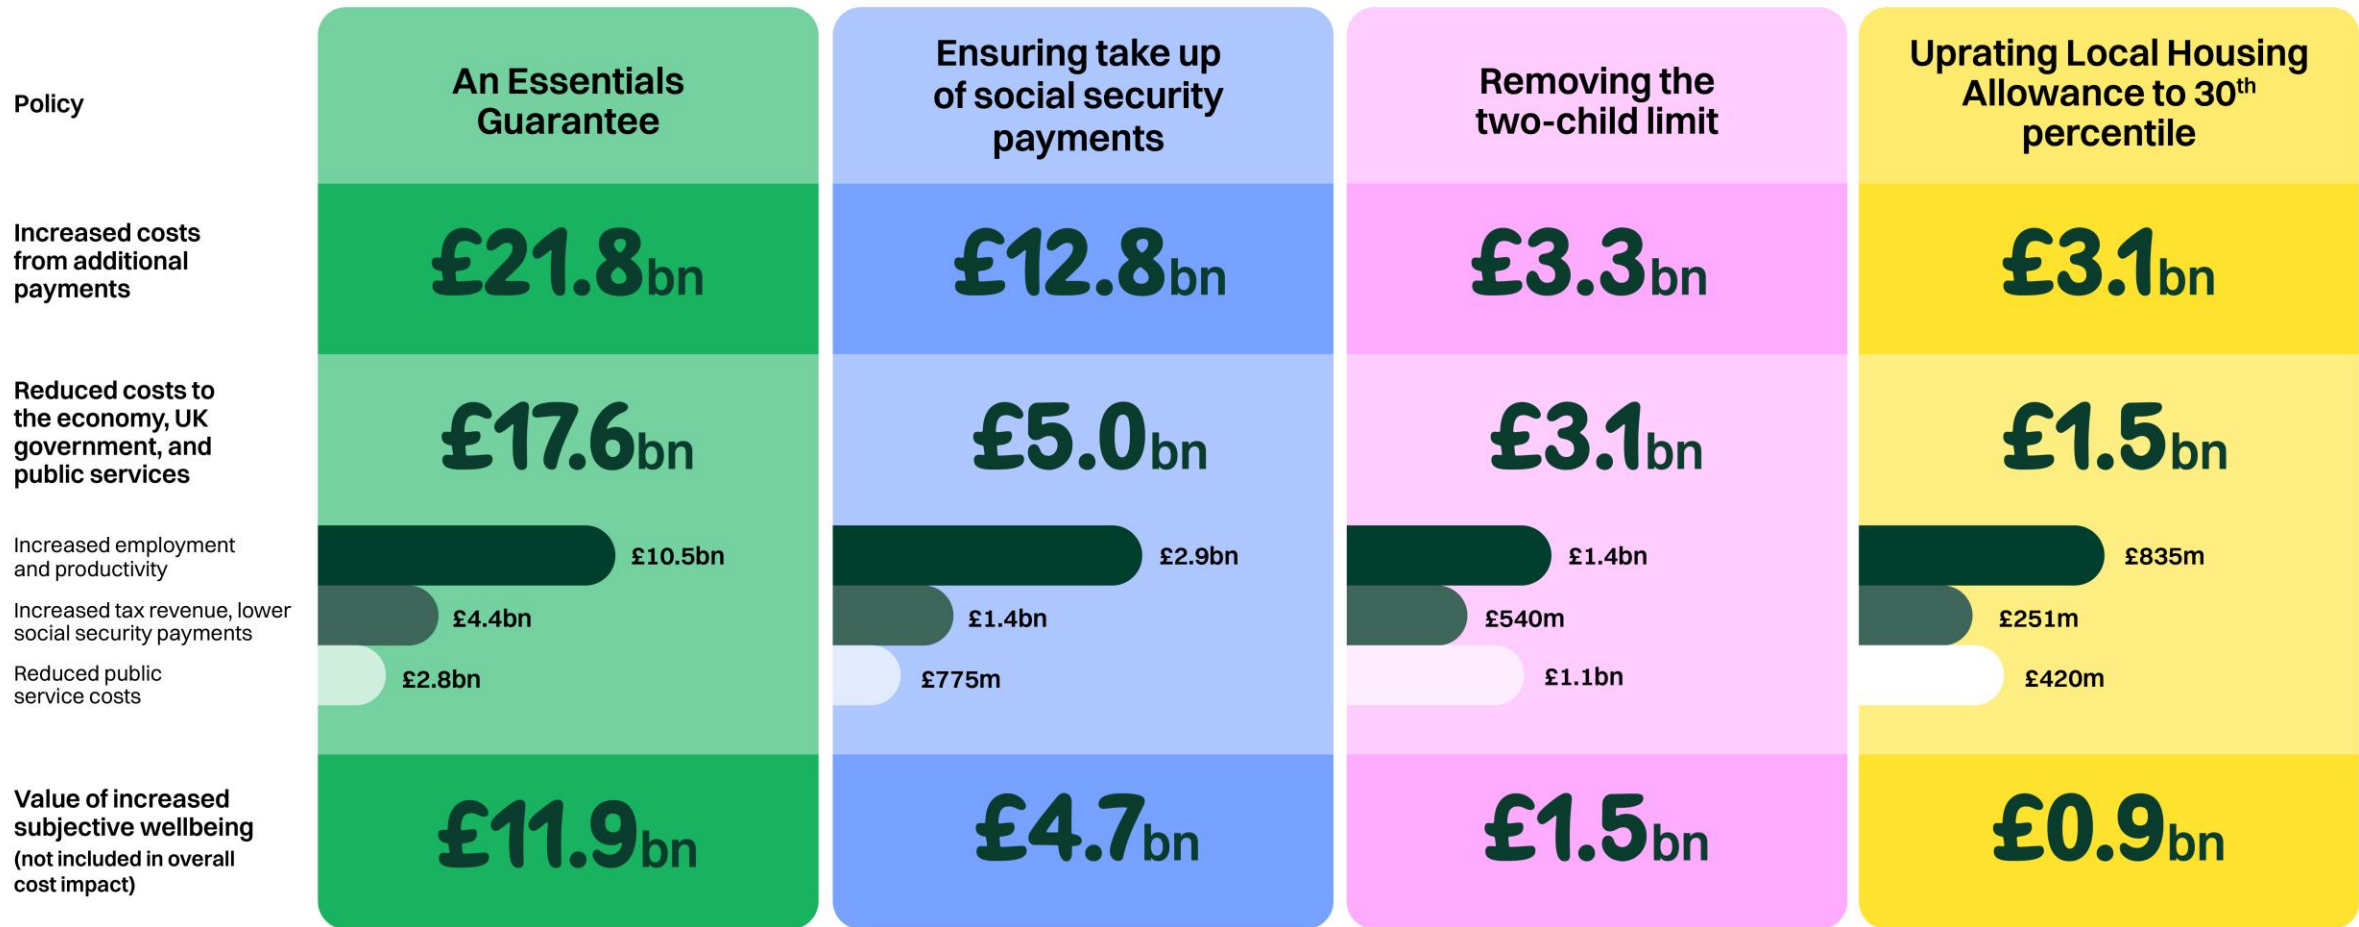 Policy
An Essentials
Guarantee
Ensuring take up
of social security
payments
Removing the
two-child limit
Uprating Local Housing
Allowance to 30th
percentile
Increased costs
from additional
payments
£21.8bn
£12.8bn
£3.3bn
£3.1bn
Reduced costs to
the economy, UK
government, and
public services
£17.6bn
£5.0bn
£3.1bn
£1.5bn
Increased employment
and productivity
£10.5bn
£2.9bn
£1.4bn
£835m
Increased tax revenue, lower
social security payments
£4.4bn
£1.4bn
£540m
£251m
Reduced public
service costs
£2.8bn
£775m
£1.1bn
£420m
Value of increased
subjective wellbeing
(not included in overall
cost impact)
£11.9bn
£4.7bn
£1.5bn
£0.9bn